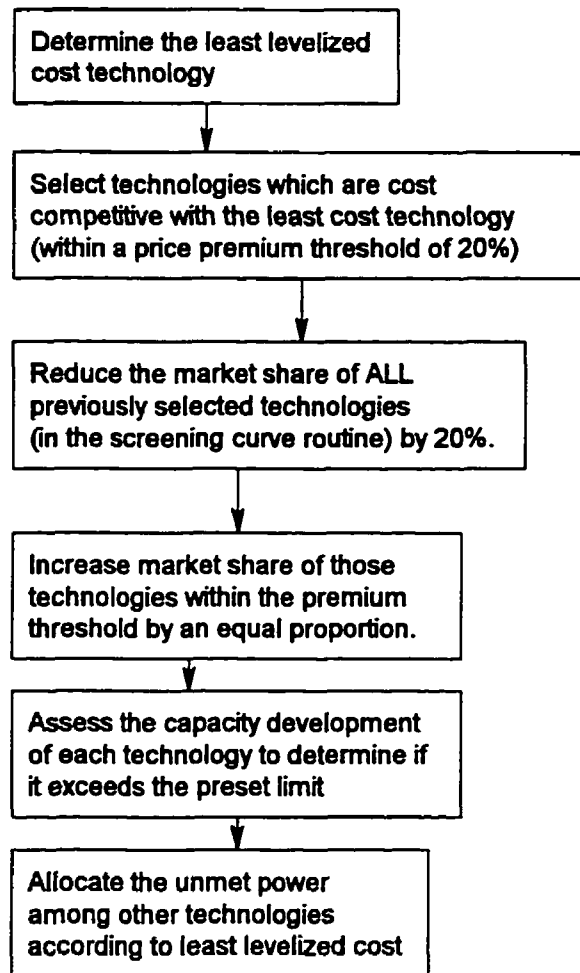 Determine the least levelized
cost technology
Select technologies which are cost
competitive with the least cost technology
(within a price premium threshold of 20%)
Reduce the market share of ALL
previously selected technologies
(in the screening curve routine) by 20%.
Increase market share of those
technologies within the premium
threshold by an equal proportion.
Assess the capacity development
of each technology to determine if
it exceeds the preset limit
Allocate the unmet power
among other technologies
according to least levelized cost